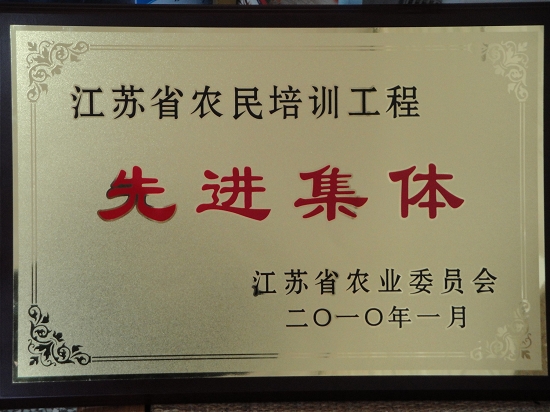 江苏省农民培训工程
先进集体
江苏省农业委员会
二〇一〇年一月